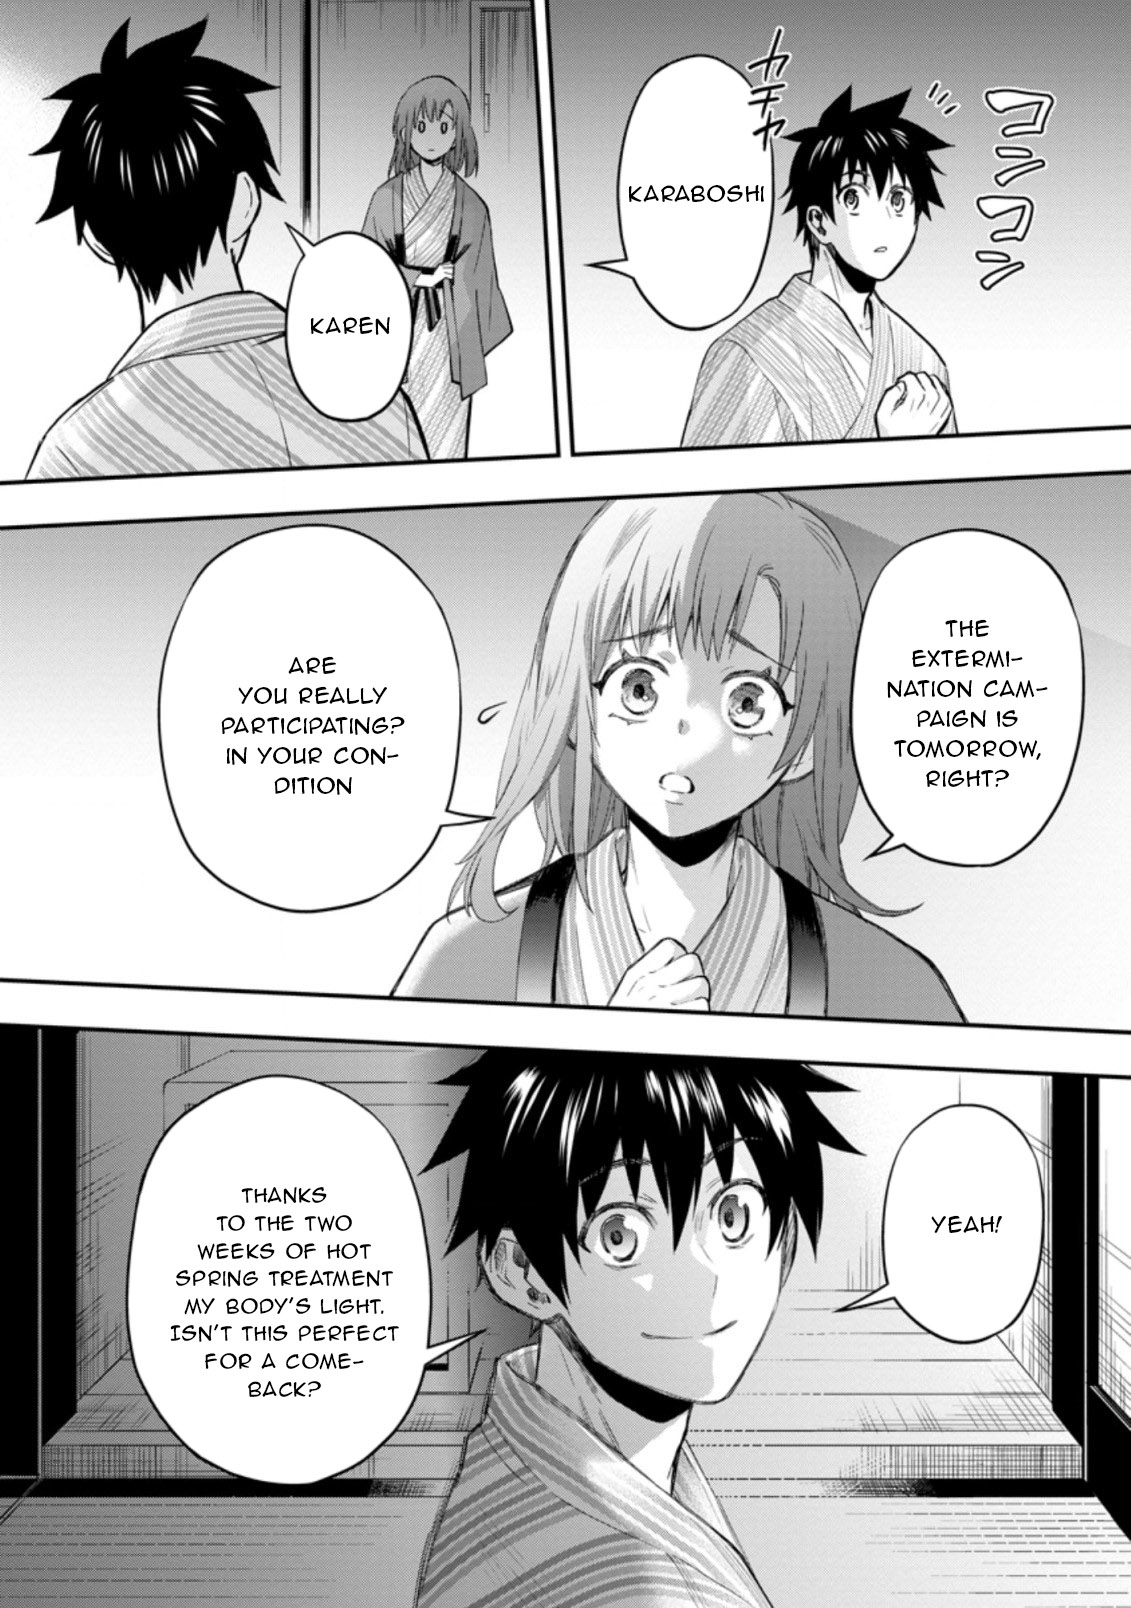 コンコン
ガチャ
KARABOSHI
KAREN
THE
EXTERMI-
NATION CAM-
PAIGN IS
TOMORROW,
RIGHT?
ARE
YOU REALLY
PARTICIPATING?
IN YOUR CON-
DITION
YEAH!
THANKS
TO THE TWO
WEEKS OF HOT
SPRING TREATMENT
MY BODY'S LIGHT.
ISN'T THIS PERFECT
FOR A COME-
BACK?